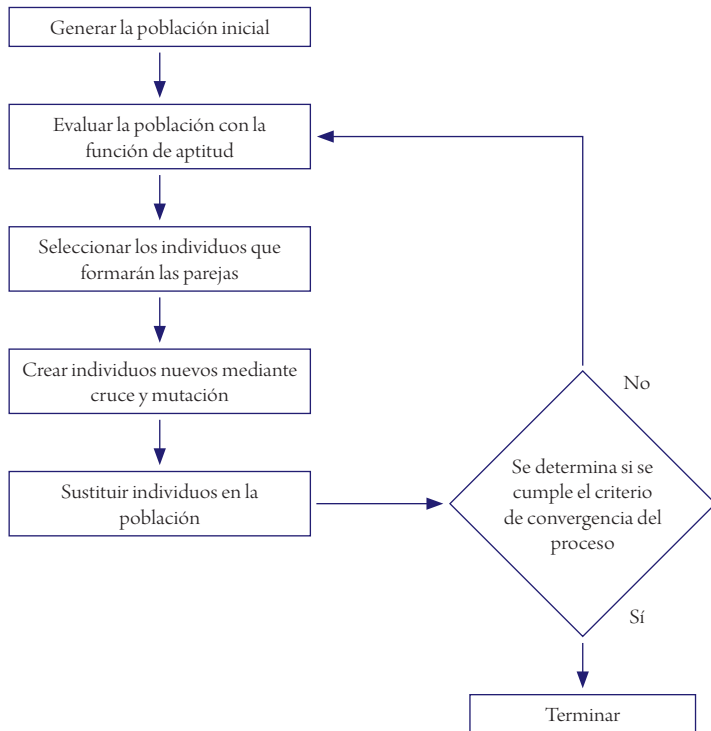 Generar la población inicial
Evaluar la población con la
función de aptitud
Seleccionar los individuos que
formarán las parejas
Crear individuos nuevos mediante
cruce y mutación
Sustituir individuos en la
población
No
Se determina si se
cumple el criterio
de convergencia del
proceso
Sí
Terminar